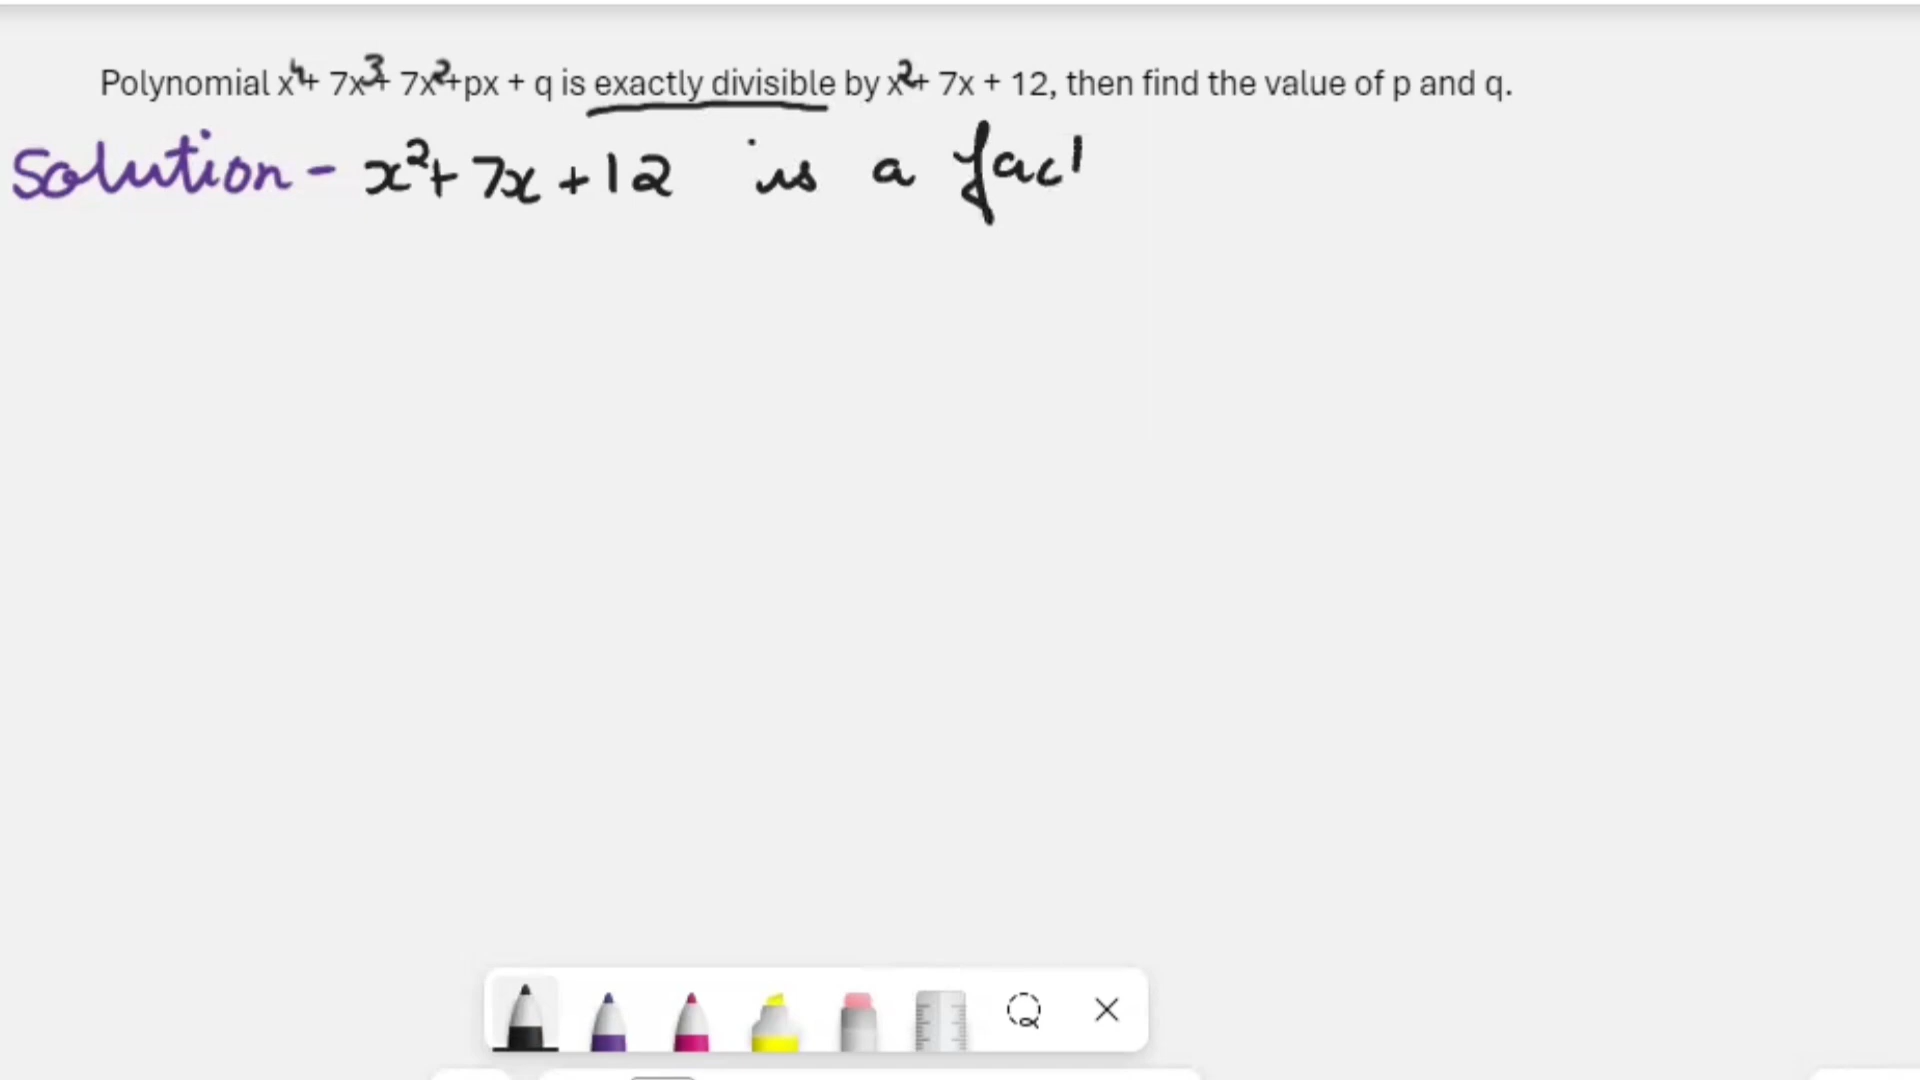 Polynomial x⁴+ 7x³+ 7x²+px + q is exactly divisible by x²+ 7x + 12, then find the value of p and q.
Solution - x²+ 7x +12 is a fact